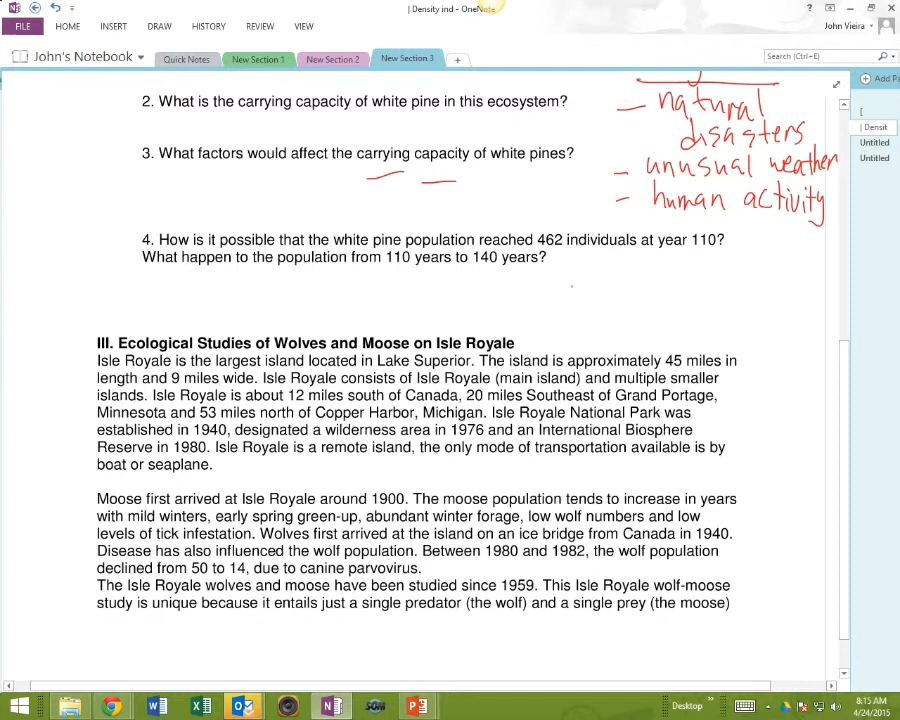 | Density ind - OneNote
FILE HOME INSERT DRAW HISTORY REVIEW VIEW
John Vieira
John's Notebook Quick Notes New Section 1 New Section 2 New Section 3
Search (Ctrl+E)
Add Pa
[
| Densit
Untitled
Untitled
2. What is the carrying capacity of white pine in this ecosystem?
– natural
disasters
3. What factors would affect the carrying capacity of white pines?
– unusual weather
– human activity
4. How is it possible that the white pine population reached 462 individuals at year 110?
What happen to the population from 110 years to 140 years?
III. Ecological Studies of Wolves and Moose on Isle Royale
Isle Royale is the largest island located in Lake Superior. The island is approximately 45 miles in
length and 9 miles wide. Isle Royale consists of Isle Royale (main island) and multiple smaller
islands. Isle Royale is about 12 miles south of Canada, 20 miles Southeast of Grand Portage,
Minnesota and 53 miles north of Copper Harbor, Michigan. Isle Royale National Park was
established in 1940, designated a wilderness area in 1976 and an International Biosphere
Reserve in 1980. Isle Royale is a remote island, the only mode of transportation available is by
boat or seaplane.
Moose first arrived at Isle Royale around 1900. The moose population tends to increase in years
with mild winters, early spring green-up, abundant winter forage, low wolf numbers and low
levels of tick infestation. Wolves first arrived at the island on an ice bridge from Canada in 1940.
Disease has also influenced the wolf population. Between 1980 and 1982, the wolf population
declined from 50 to 14, due to canine parvovirus.
The Isle Royale wolves and moose have been studied since 1959. This Isle Royale wolf-moose
study is unique because it entails just a single predator (the wolf) and a single prey (the moose)
Desktop
8:15 AM
4/24/2015